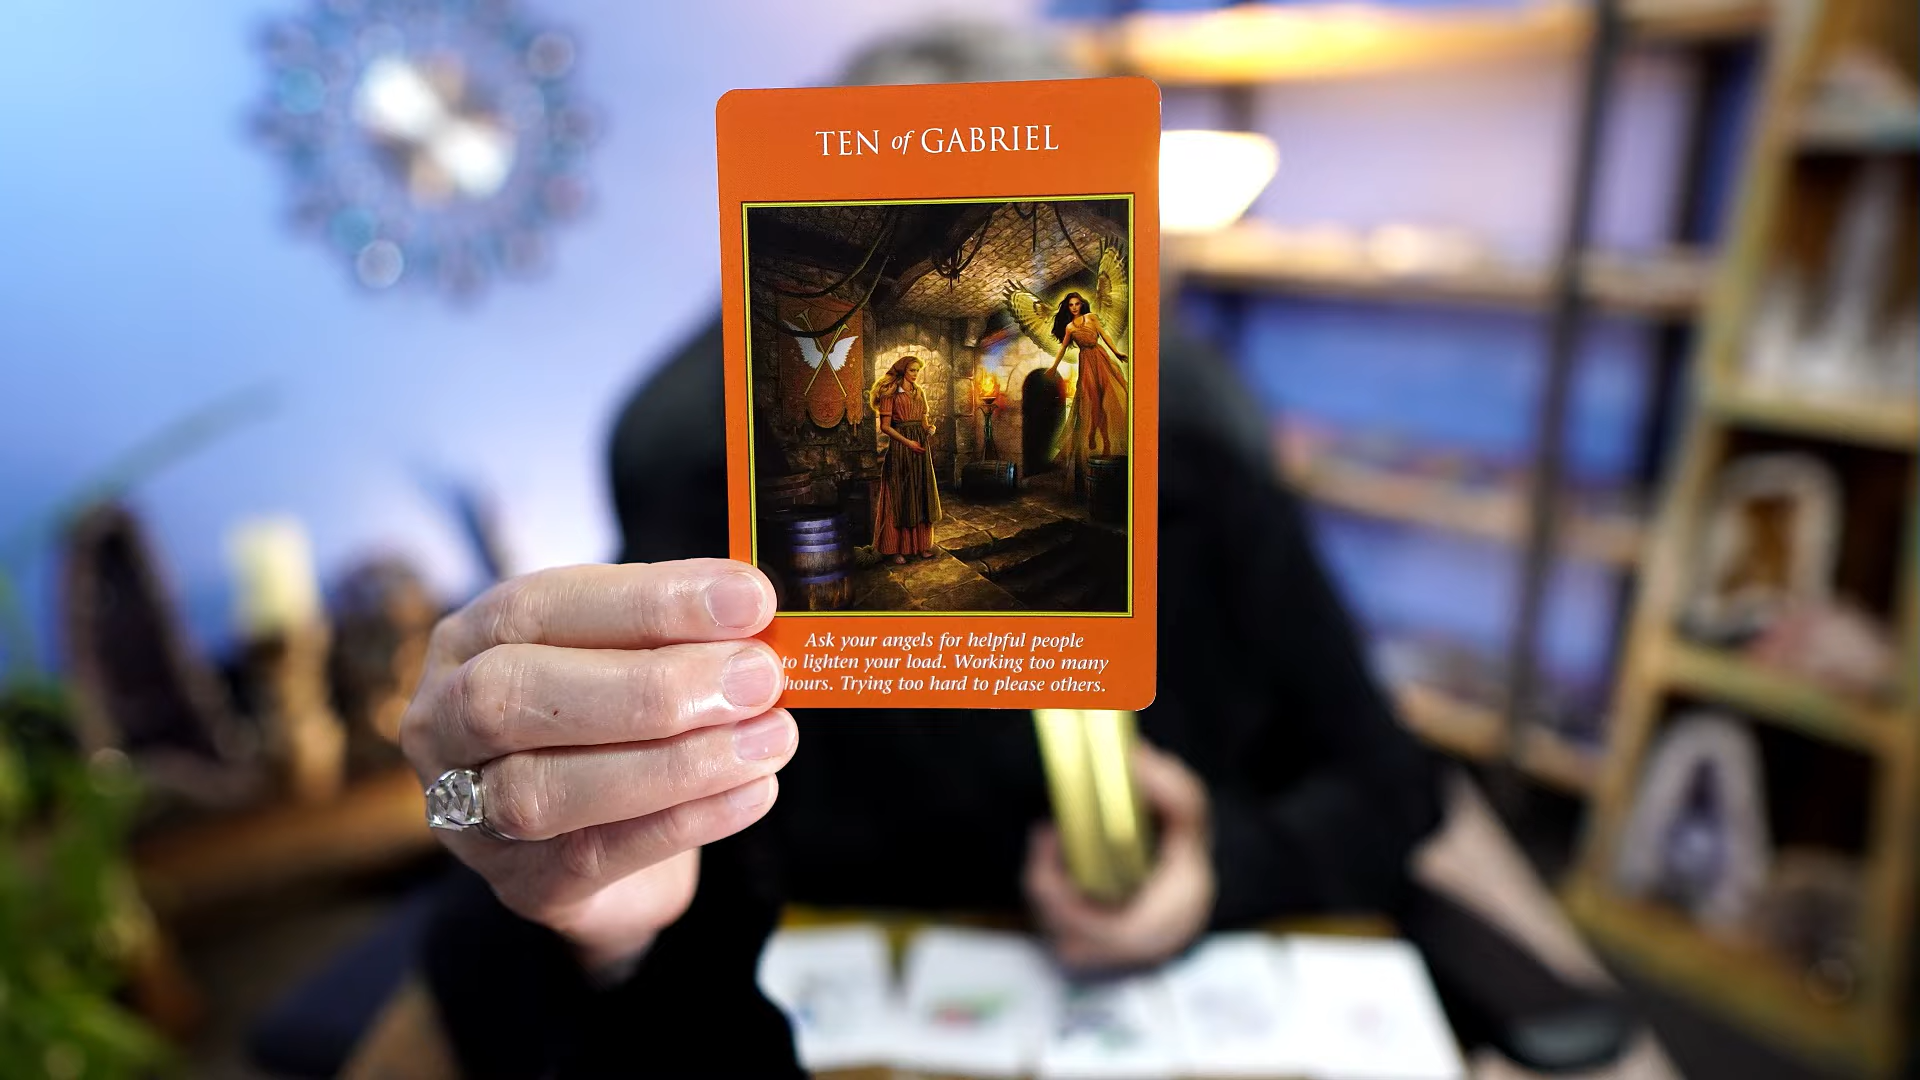 TEN of GABRIEL
Ask your angels for helpful people
to lighten your load. Working too many
hours. Trying too hard to please others.